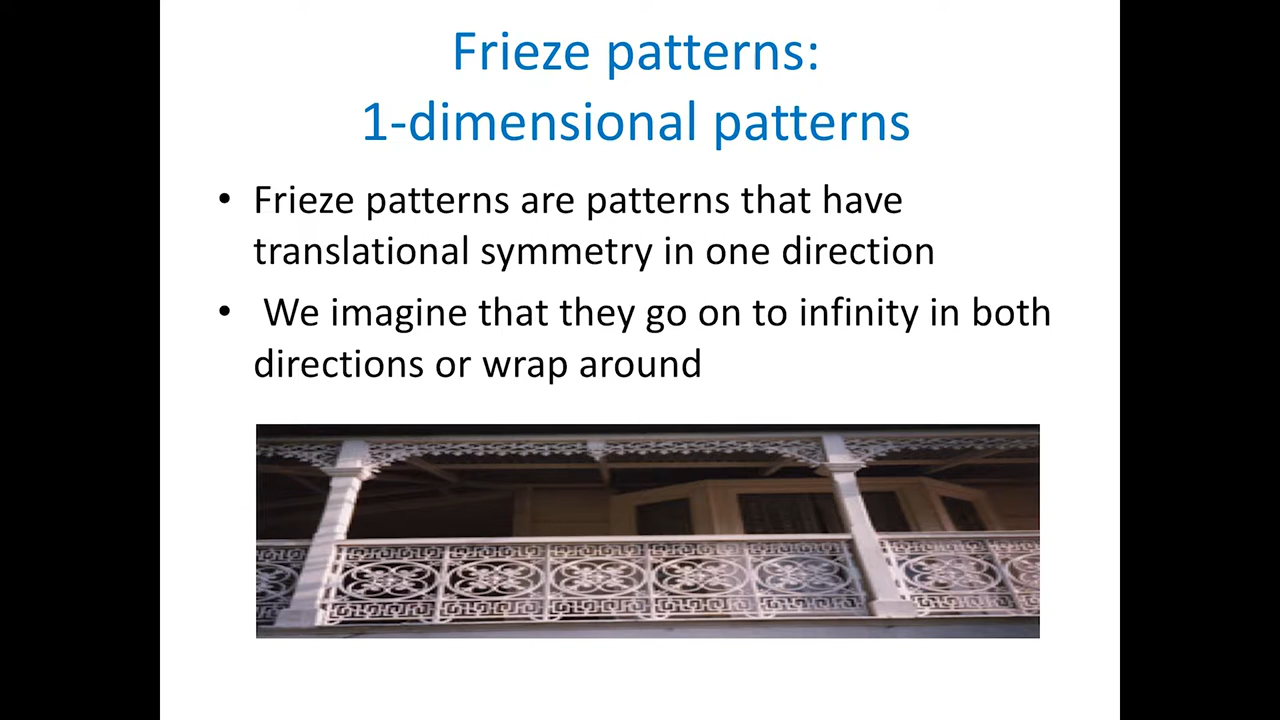 Frieze patterns:
1-dimensional patterns
• Frieze patterns are patterns that have
translational symmetry in one direction
• We imagine that they go on to infinity in both
directions or wrap around